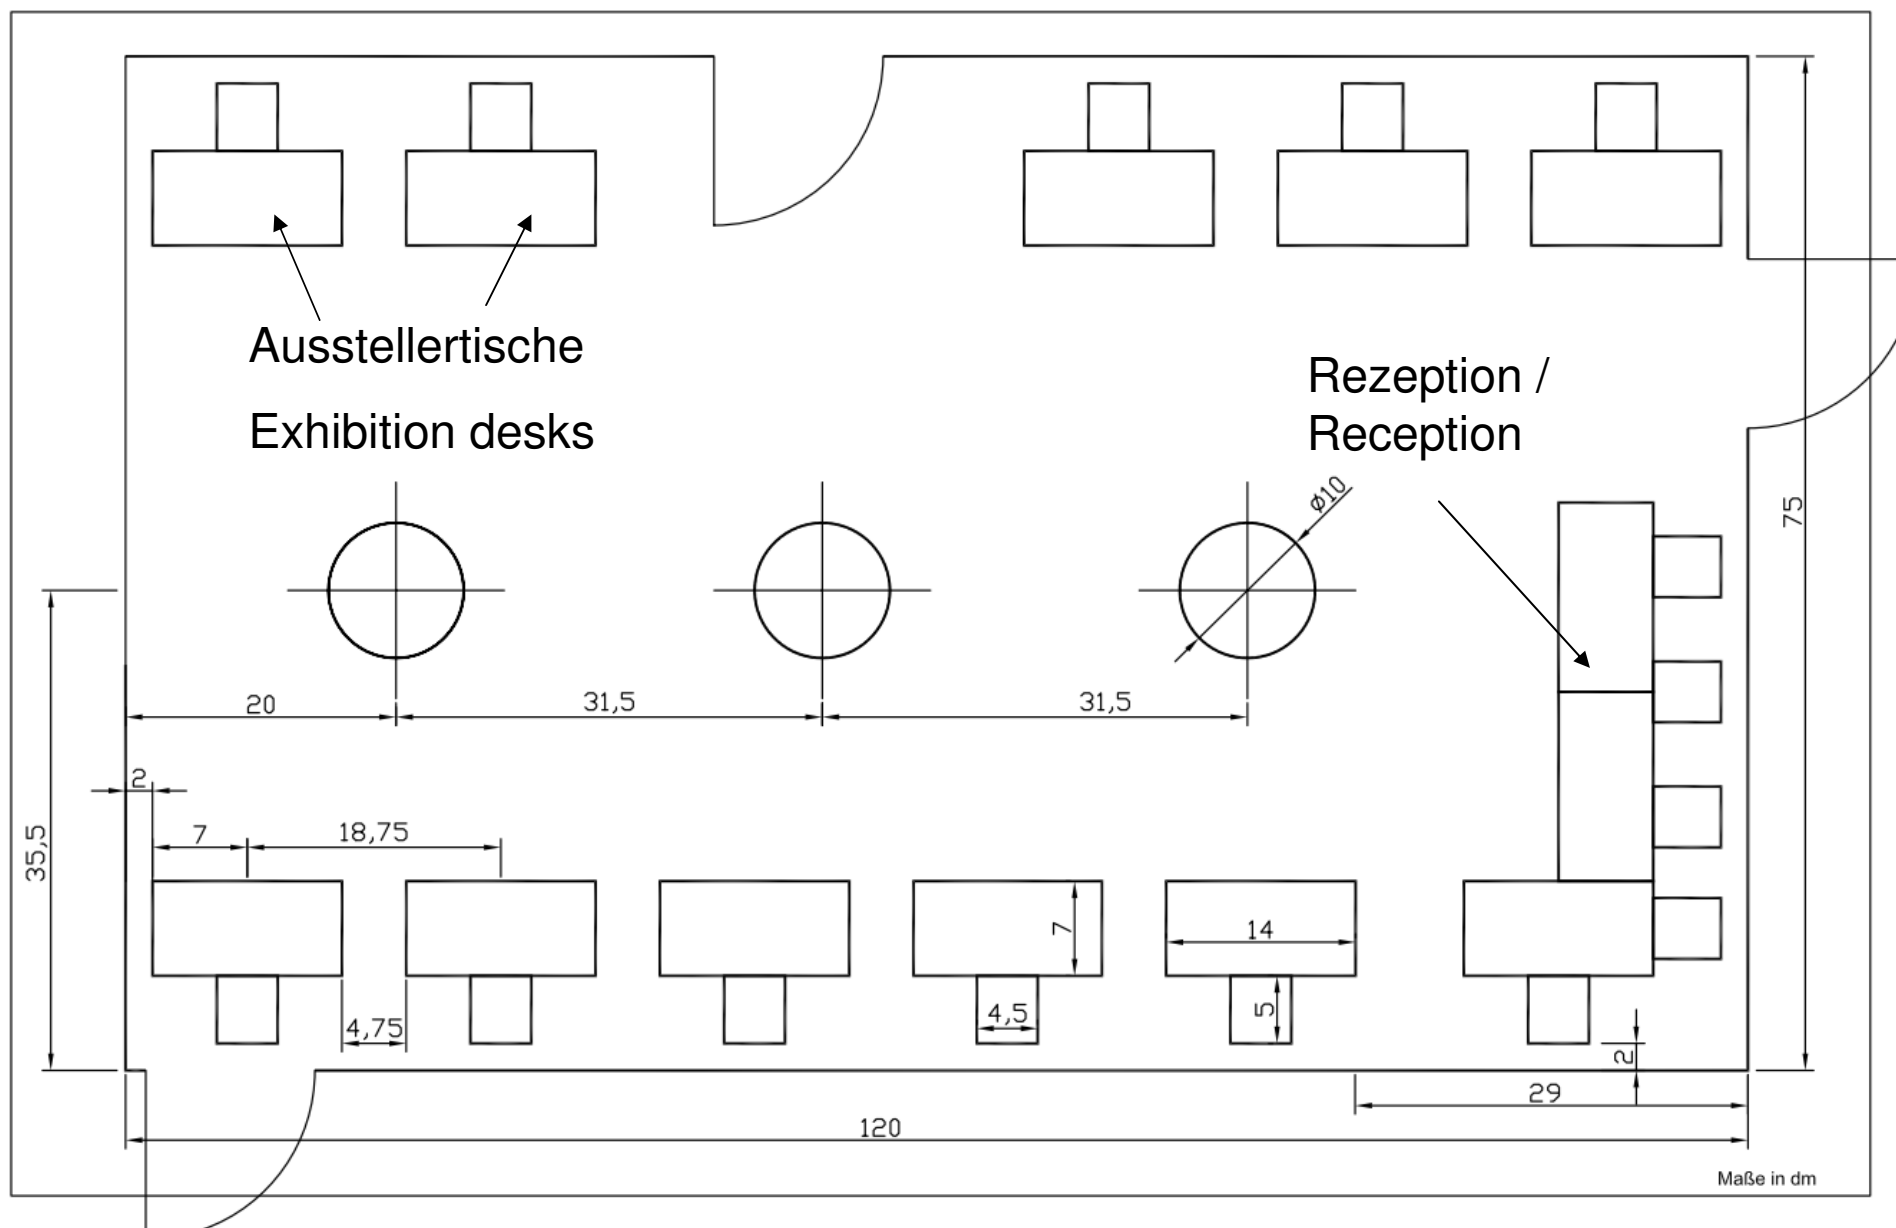 Ausstellertische
Exhibition desks
Rezeption /
Reception
ø10
75
20
31,5
31,5
2
35,5
7
18,75
7
14
4,75
4,5
5
2
29
120
Maße in dm